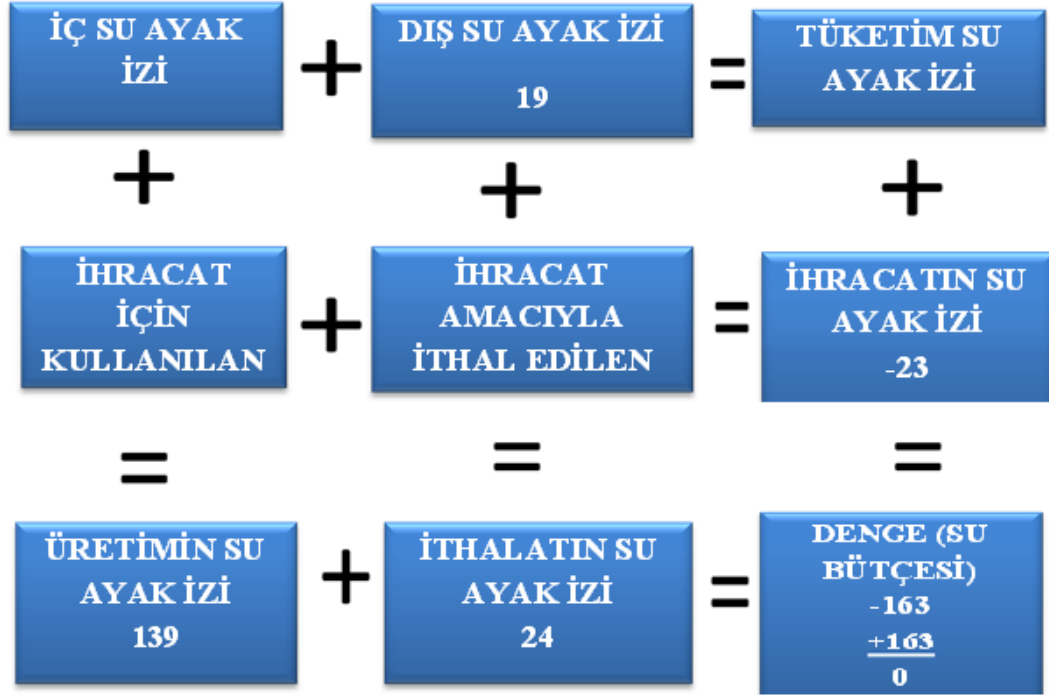 İÇ SU AYAK
İZİ
+
DIŞ SU AYAK İZİ
19
=
TÜKETİM SU
AYAK İZİ
+
+
+
İHRACAT
İÇİN
KULLANILAN
+
İHRACAT
AMACIYLA
İTHAL EDİLEN
=
İHRACATIN SU
AYAK İZİ
-23
=
=
=
ÜRETİMİN SU
AYAK İZİ
139
+
İTHALATIN SU
AYAK İZİ
24
=
DENGE (SU
BÜTÇESİ)
-163
+163
0